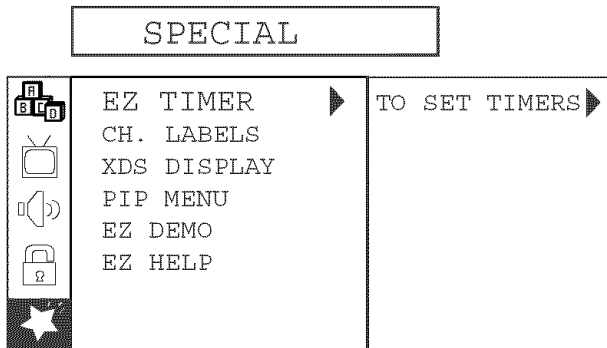 SPECIAL
A
B C D
EZ TIMER
TO SET TIMERS
CH. LABELS
XDS DISPLAY
PIP MENU
EZ DEMO
EZ HELP